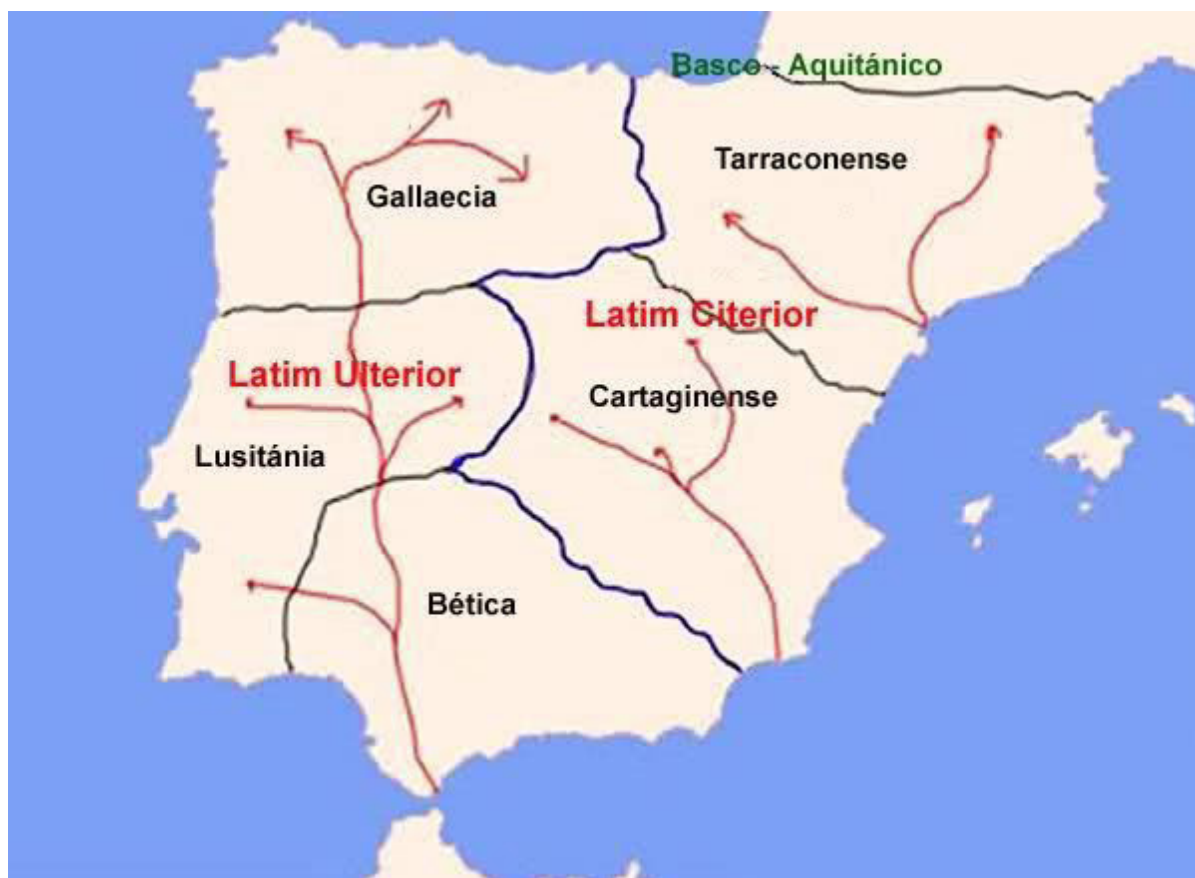 Basco - Aquitánico
Tarraconense
Gallaecia
Latim Citerior
Latim Ulterior
Cartaginense
Lusitánia
Bética